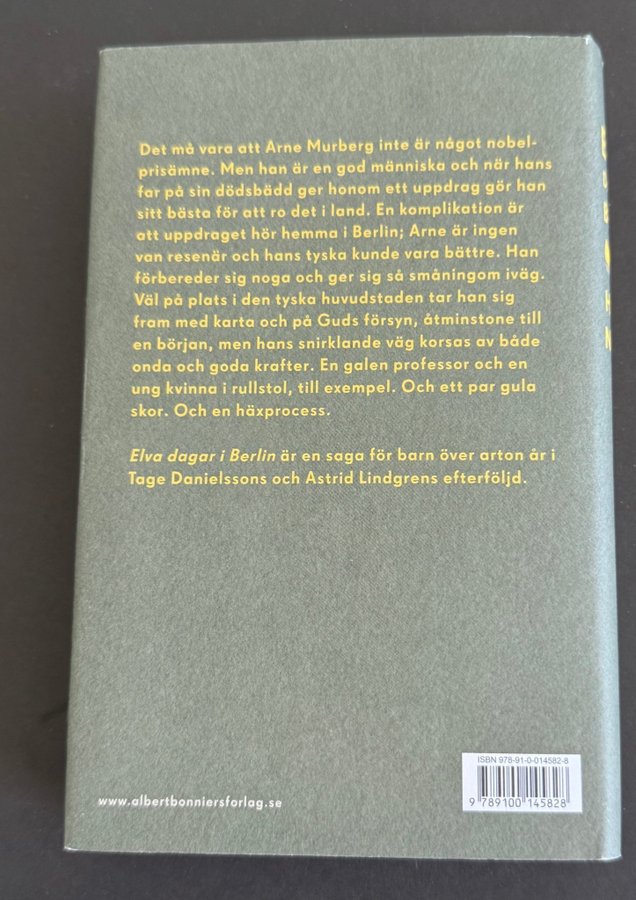 Det må vara att Arne Murberg inte är något nobel-
prisämne. Men han är en god människa och när hans
far på sin dödsbädd ger honom ett uppdrag gör han
sitt bästa för att ro det i land. En komplikation är
att uppdraget hör hemma i Berlin; Arne är ingen
van resenär och hans tyska kunde vara bättre. Han
förbereder sig noga och ger sig så småningom iväg.
Väl på plats i den tyska huvudstaden tar han sig
fram med karta och på Guds försyn, åtminstone till
en början, men hans snirklande väg korsas av både
onda och goda krafter. En galen professor och en
ung kvinna i rullstol, till exempel. Och ett par gula
skor. Och en häxprocess.
Elva dagar i Berlin är en saga för barn över arton år i
Tage Danielssons och Astrid Lindgrens efterföljd.
ISBN 978-91-0-014582-8
9 789100 145828
www.albertbonniersforlag.se